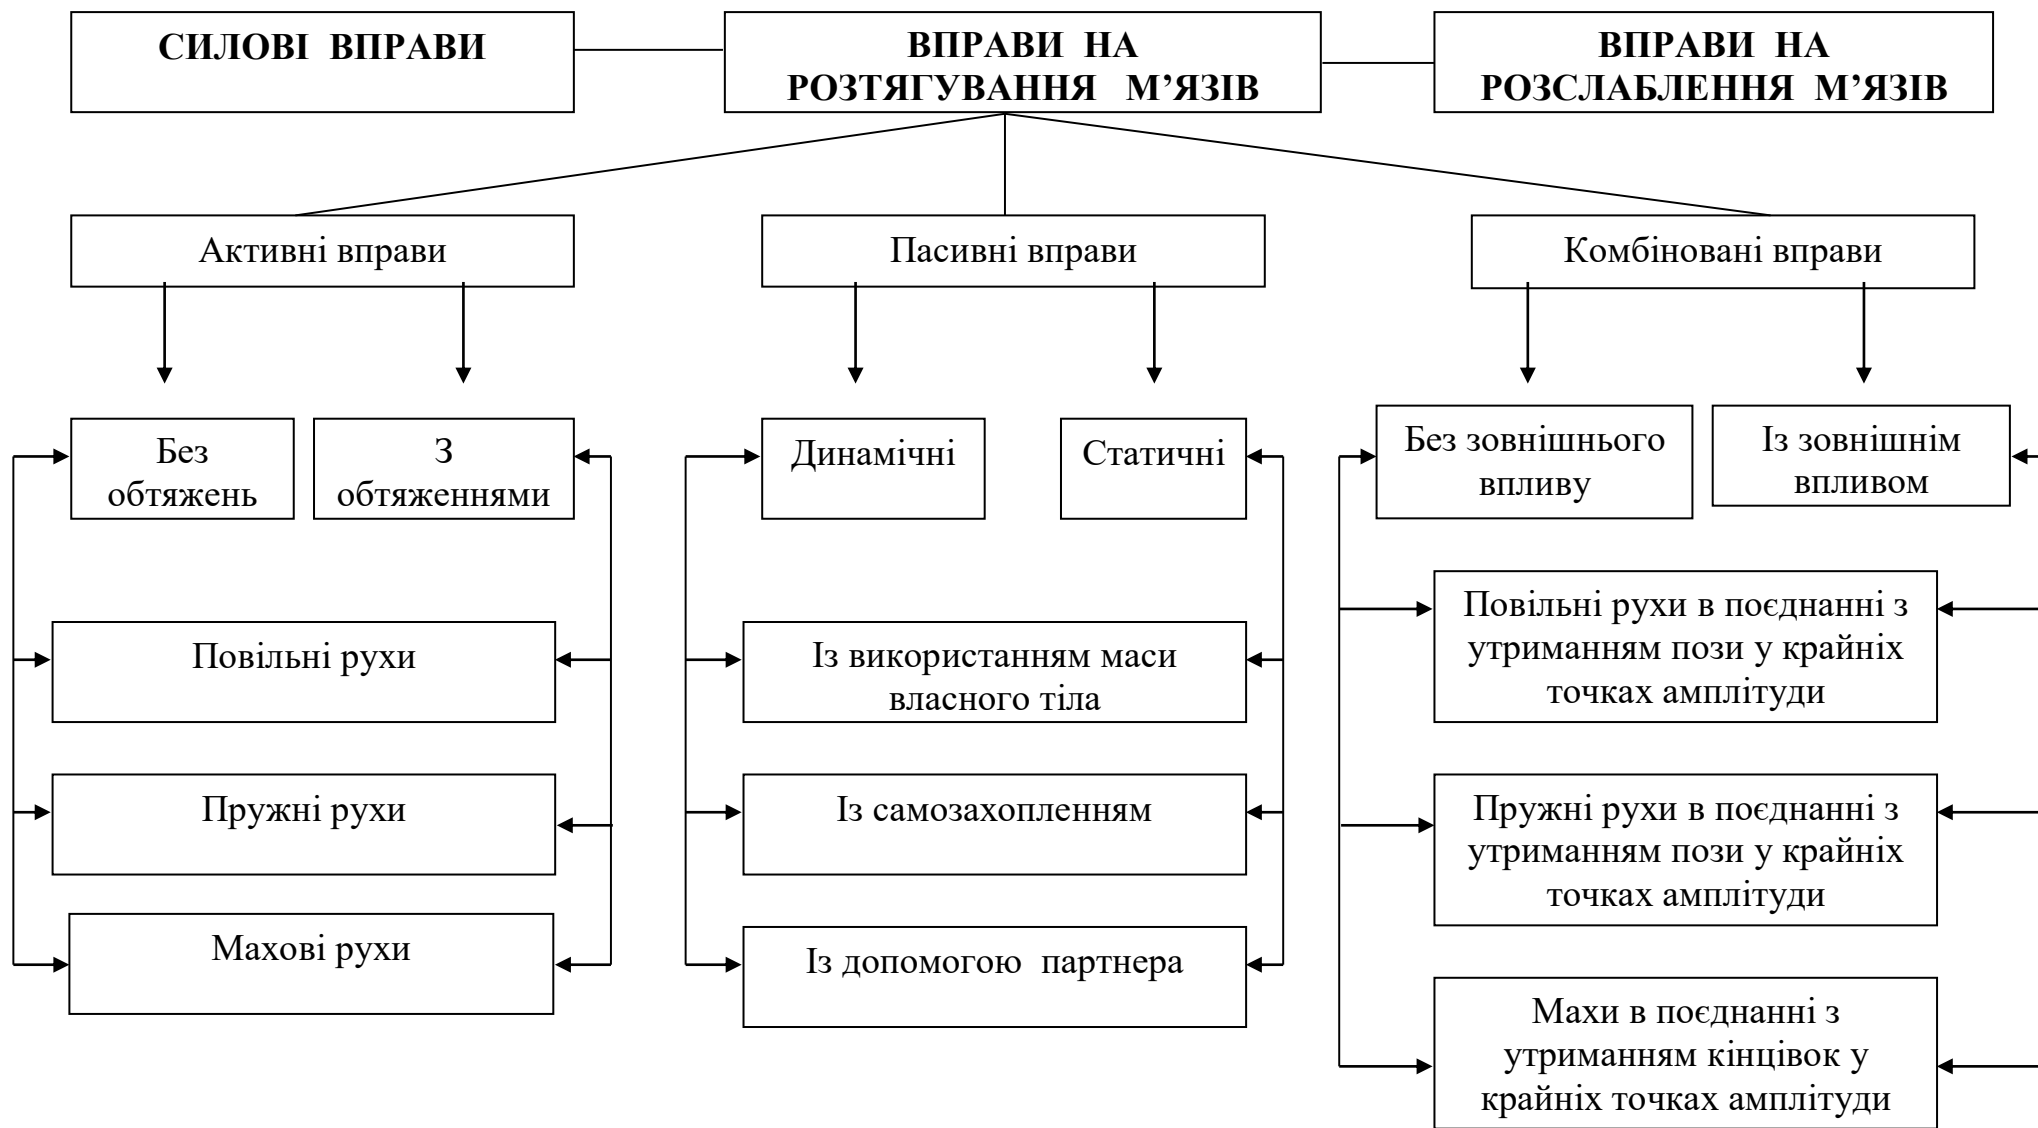 СИЛОВІ ВПРАВИ
ВПРАВИ НА
РОЗТЯГУВАННЯ М’ЯЗІВ
ВПРАВИ НА
РОЗСЛАБЛЕННЯ М’ЯЗІВ
Активні вправи
Пасивні вправи
Комбіновані вправи
Без
обтяжень
З
обтяженнями
Динамічні
Статичні
Без зовнішнього
впливу
Із зовнішнім
впливом
Повільні рухи
Із використанням маси
власного тіла
Повільні рухи в поєднанні з
утриманням пози у крайніх
точках амплітуди
Пружні рухи
Із самозахопленням
Пружні рухи в поєднанні з
утриманням пози у крайніх
точках амплітуди
Махові рухи
Із допомогою партнера
Махи в поєднанні з
утриманням кінцівок у
крайніх точках амплітуди